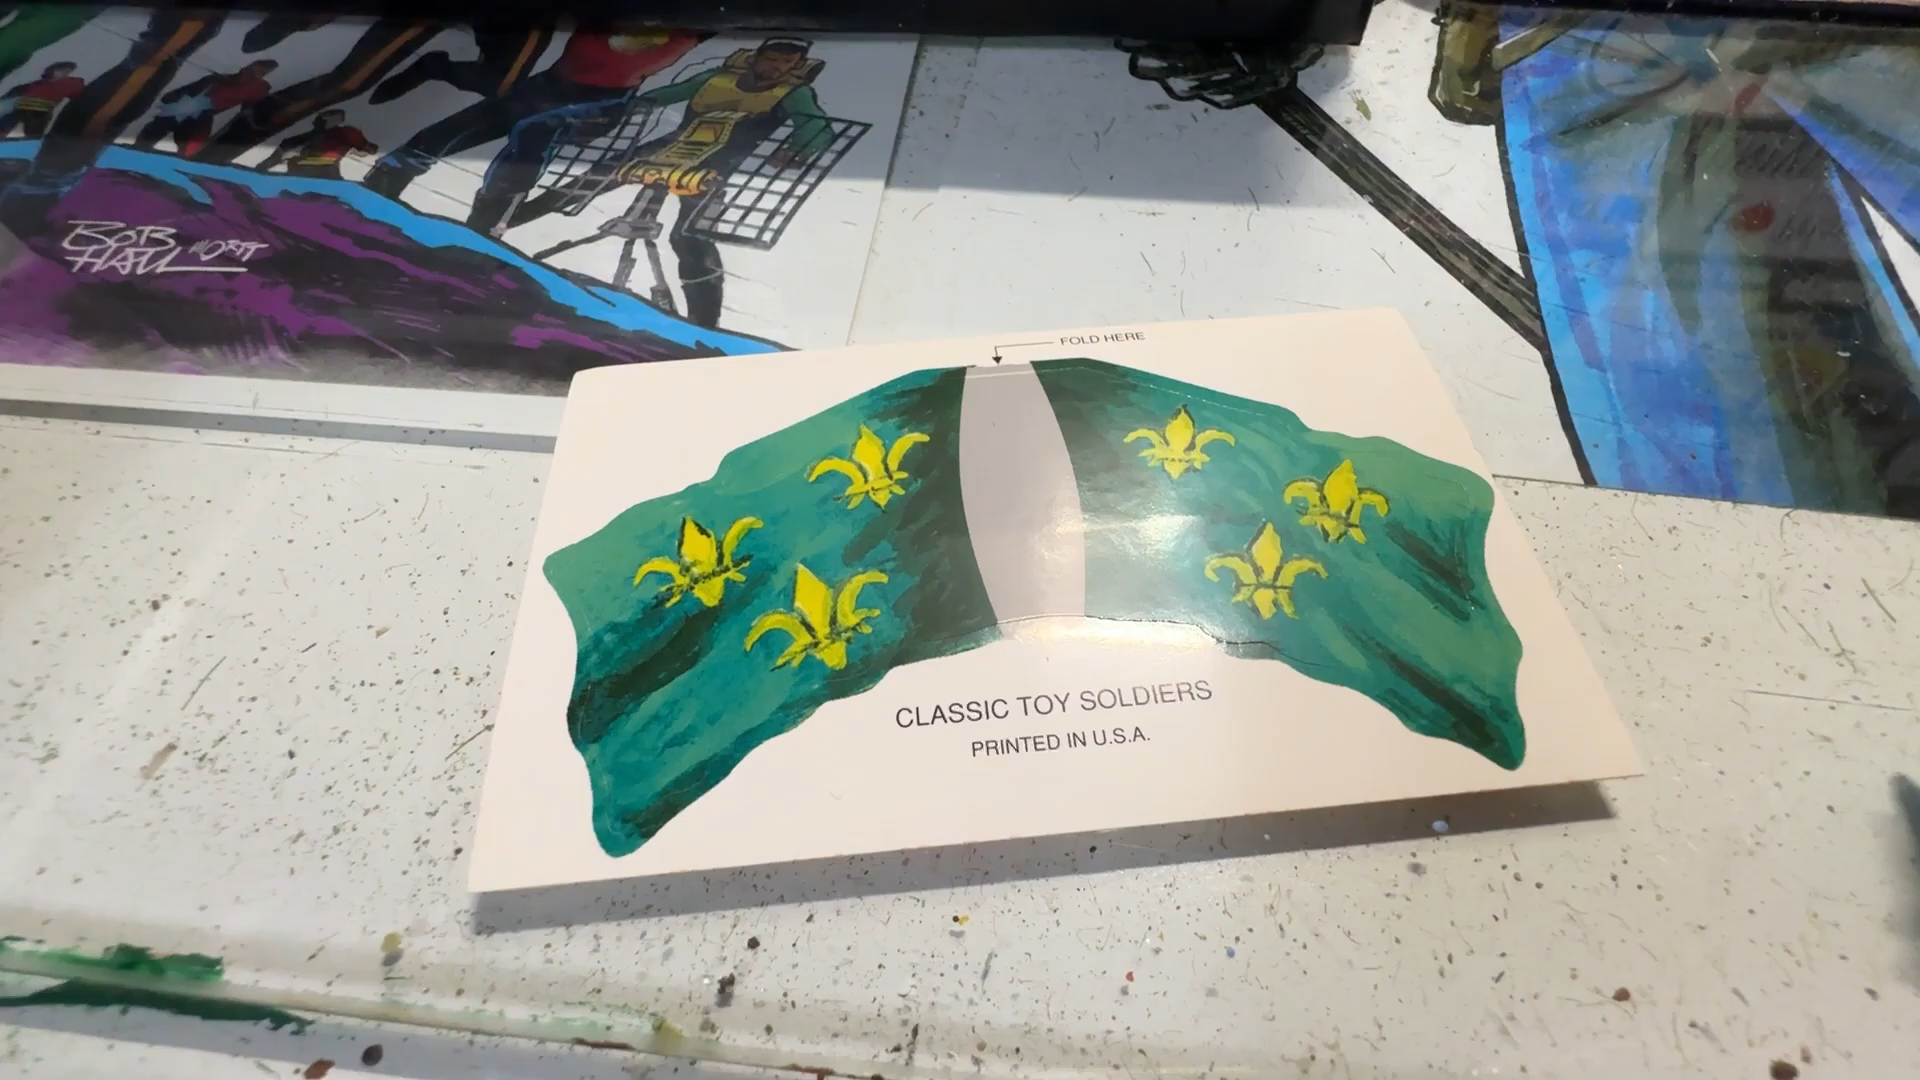 BOB
HALL
FOLD HERE
CLASSIC TOY SOLDIERS
PRINTED IN U.S.A.